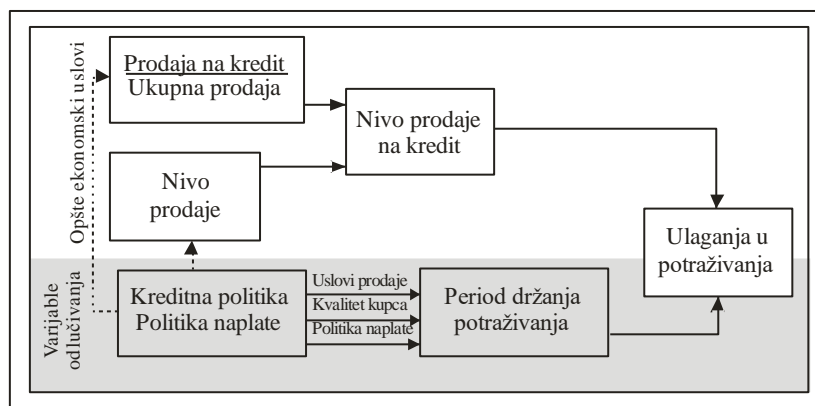 Opšte ekonomski uslovi
Prodaja na kredit
Ukupna prodaja
Nivo prodaje
na kredit
Nivo
prodaje
Ulaganja u
potraživanja
Varijable
odlučivanja
Kreditna politika
Politika naplate
Uslovi prodaje
Kvalitet kupca
Politika naplate
Period držanja
potraživanja